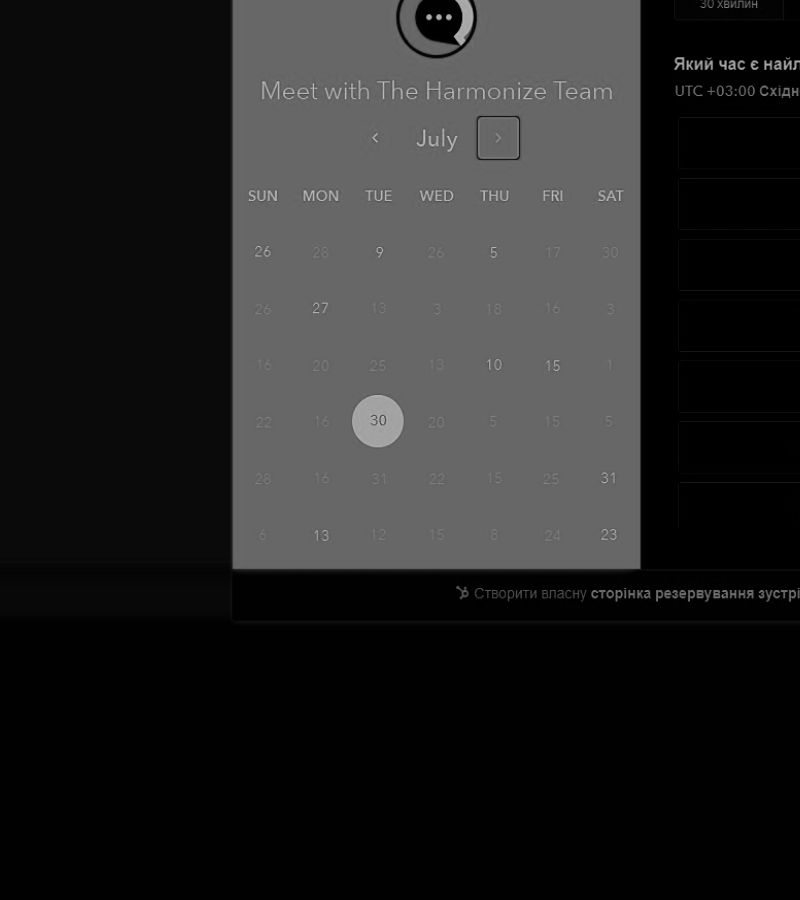 30 хвилин
Meet with The Harmonize Team
July
SUN MON TUE WED THU FRI SAT
26 28 9 26 5 17 30
26 27 13 3 18 16 3
16 20 25 13 10 15 1
22 16 30 20 5 15 5
28 16 31 22 15 25 31
6 13 12 15 8 24 23
Який час є найл
UTC +03:00 Східн
Створити власну сторінка резервування зустрі